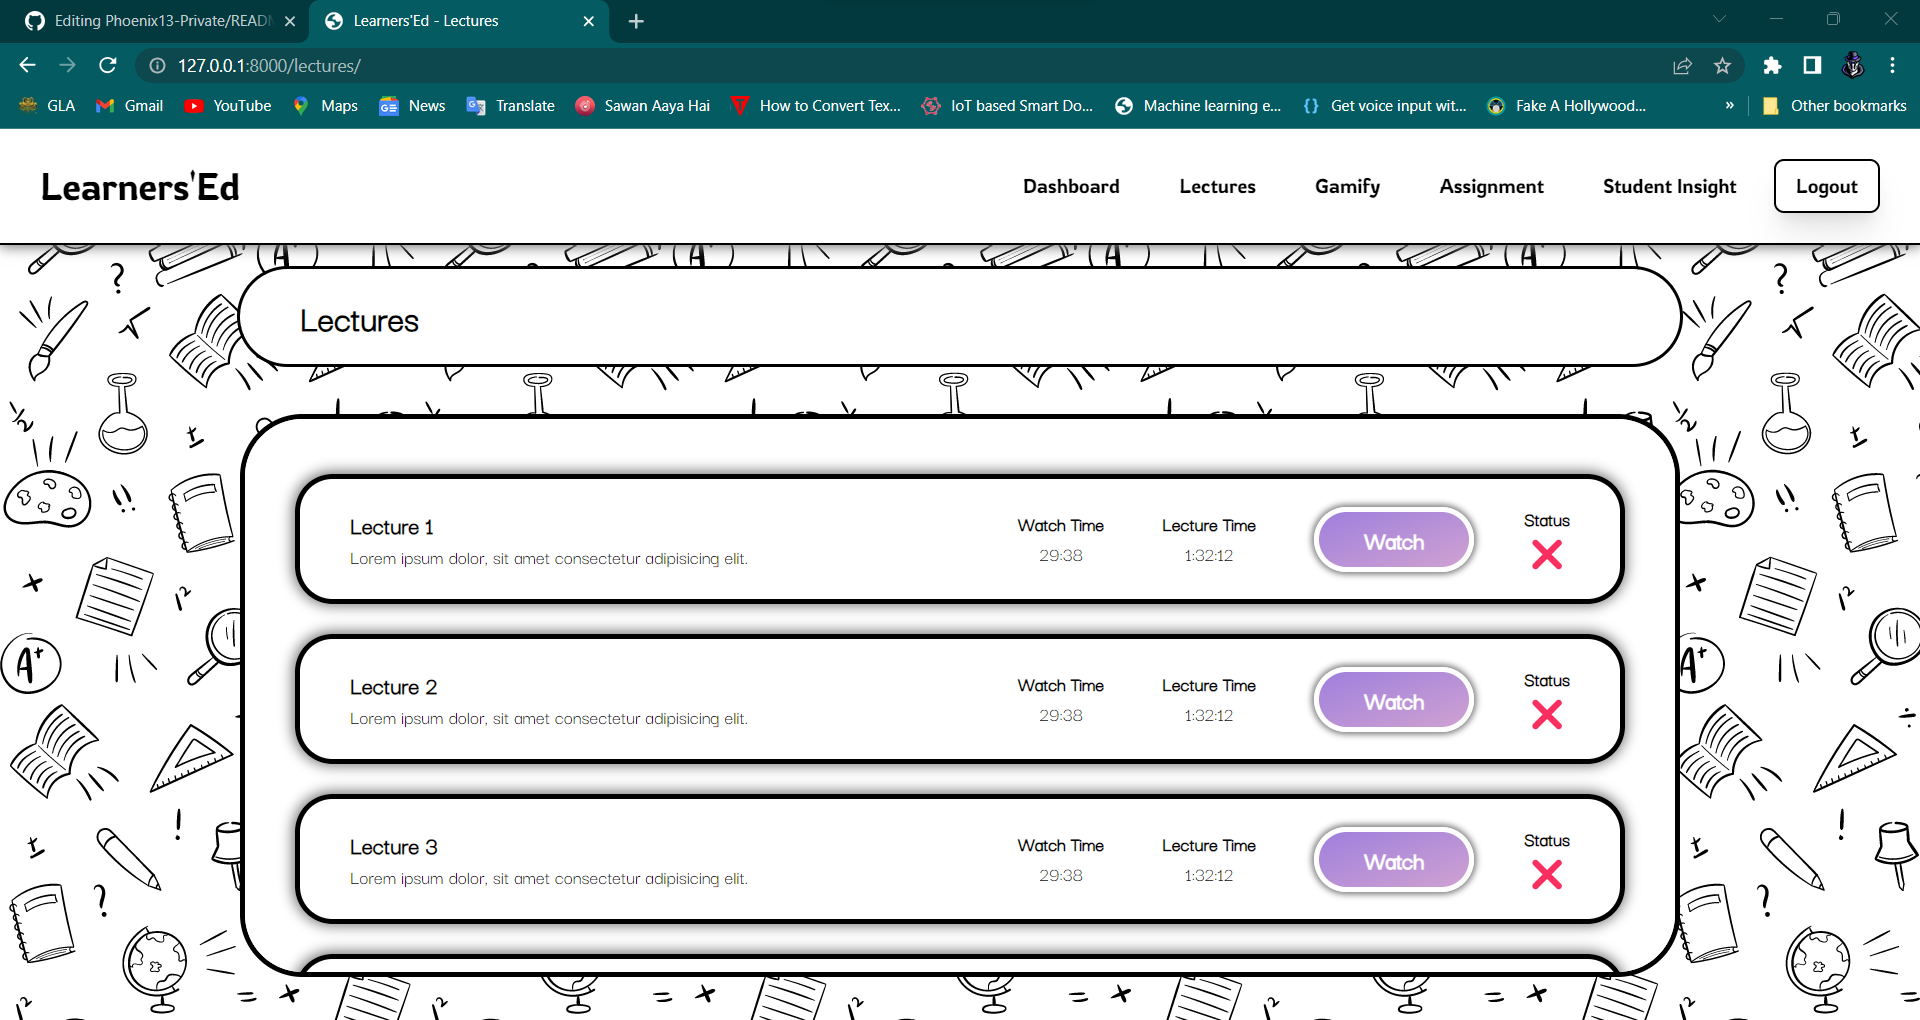 Editing Phoenix13-Private/READ
Learners'Ed - Lectures
127.0.0.1:8000/lectures/
GLA
Gmail
YouTube
Maps
News
Translate
Sawan Aaya Hai
How to Convert Tex...
IoT based Smart Do...
Machine learning e...
Get voice input wit...
Fake A Hollywood...
»
Other bookmarks
Learners'Ed
Dashboard
Lectures
Gamify
Assignment
Student Insight
Logout
Lectures
Lecture 1
Lorem ipsum dolor, sit amet consectetur adipisicing elit.
Watch Time
29:38
Lecture Time
1:32:12
Watch
Status
Lecture 2
Lorem ipsum dolor, sit amet consectetur adipisicing elit.
Watch Time
29:38
Lecture Time
1:32:12
Watch
Status
Lecture 3
Lorem ipsum dolor, sit amet consectetur adipisicing elit.
Watch Time
29:38
Lecture Time
1:32:12
Watch
Status